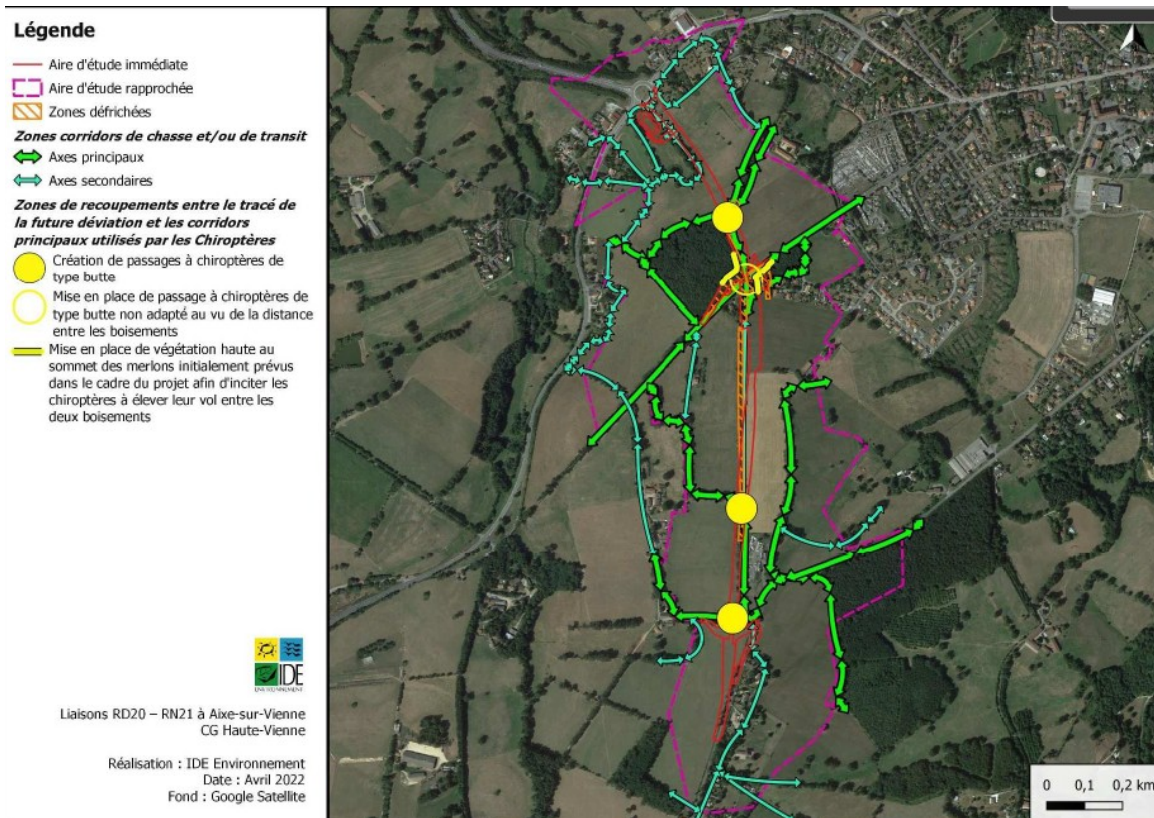 Légende
Aire d'étude immédiate
Aire d'étude rapprochée
Zones défrichées
Zones corridors de chasse et/ou de transit
Axes principaux
Axes secondaires
Zones de recoupements entre le tracé de
la future déviation et les corridors
principaux utilisés par les Chiroptères
Création de passages à chiroptères de
type butte
Mise en place de passage à chiroptères de
type butte non adapté au vu de la distance
entre les boisements
Mise en place de végétation haute au
sommet des merlons initialement prévus
dans le cadre du projet afin d'inciter les
chiroptères à élever leur vol entre les
deux boisements
IDE
ENVIRONNEMENT
Liaisons RD20 – RN21 à Aixe-sur-Vienne
CG Haute-Vienne
Réalisation : IDE Environnement
Date : Avril 2022
Fond : Google Satellite
0 0,1 0,2 km